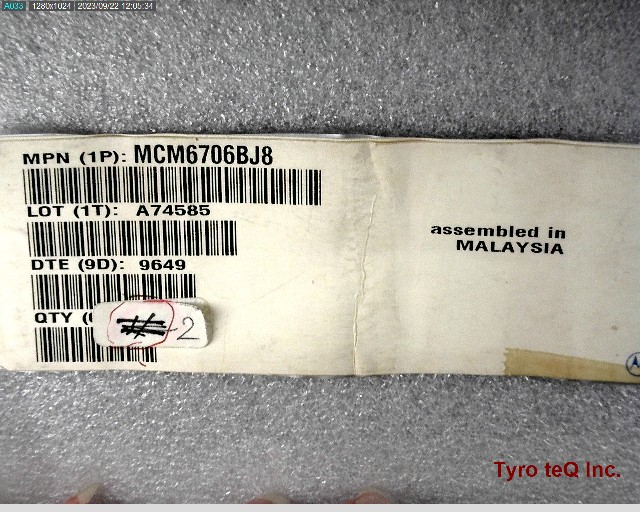 A033 1280x1024 2023/09/22 12:05:34
MPN (1P): MCM6706BJ8
LOT (1T): A74585
DTE (9D): 9649
QTY (
-2
assembled in
MALAYSIA
Tyro teQ Inc.